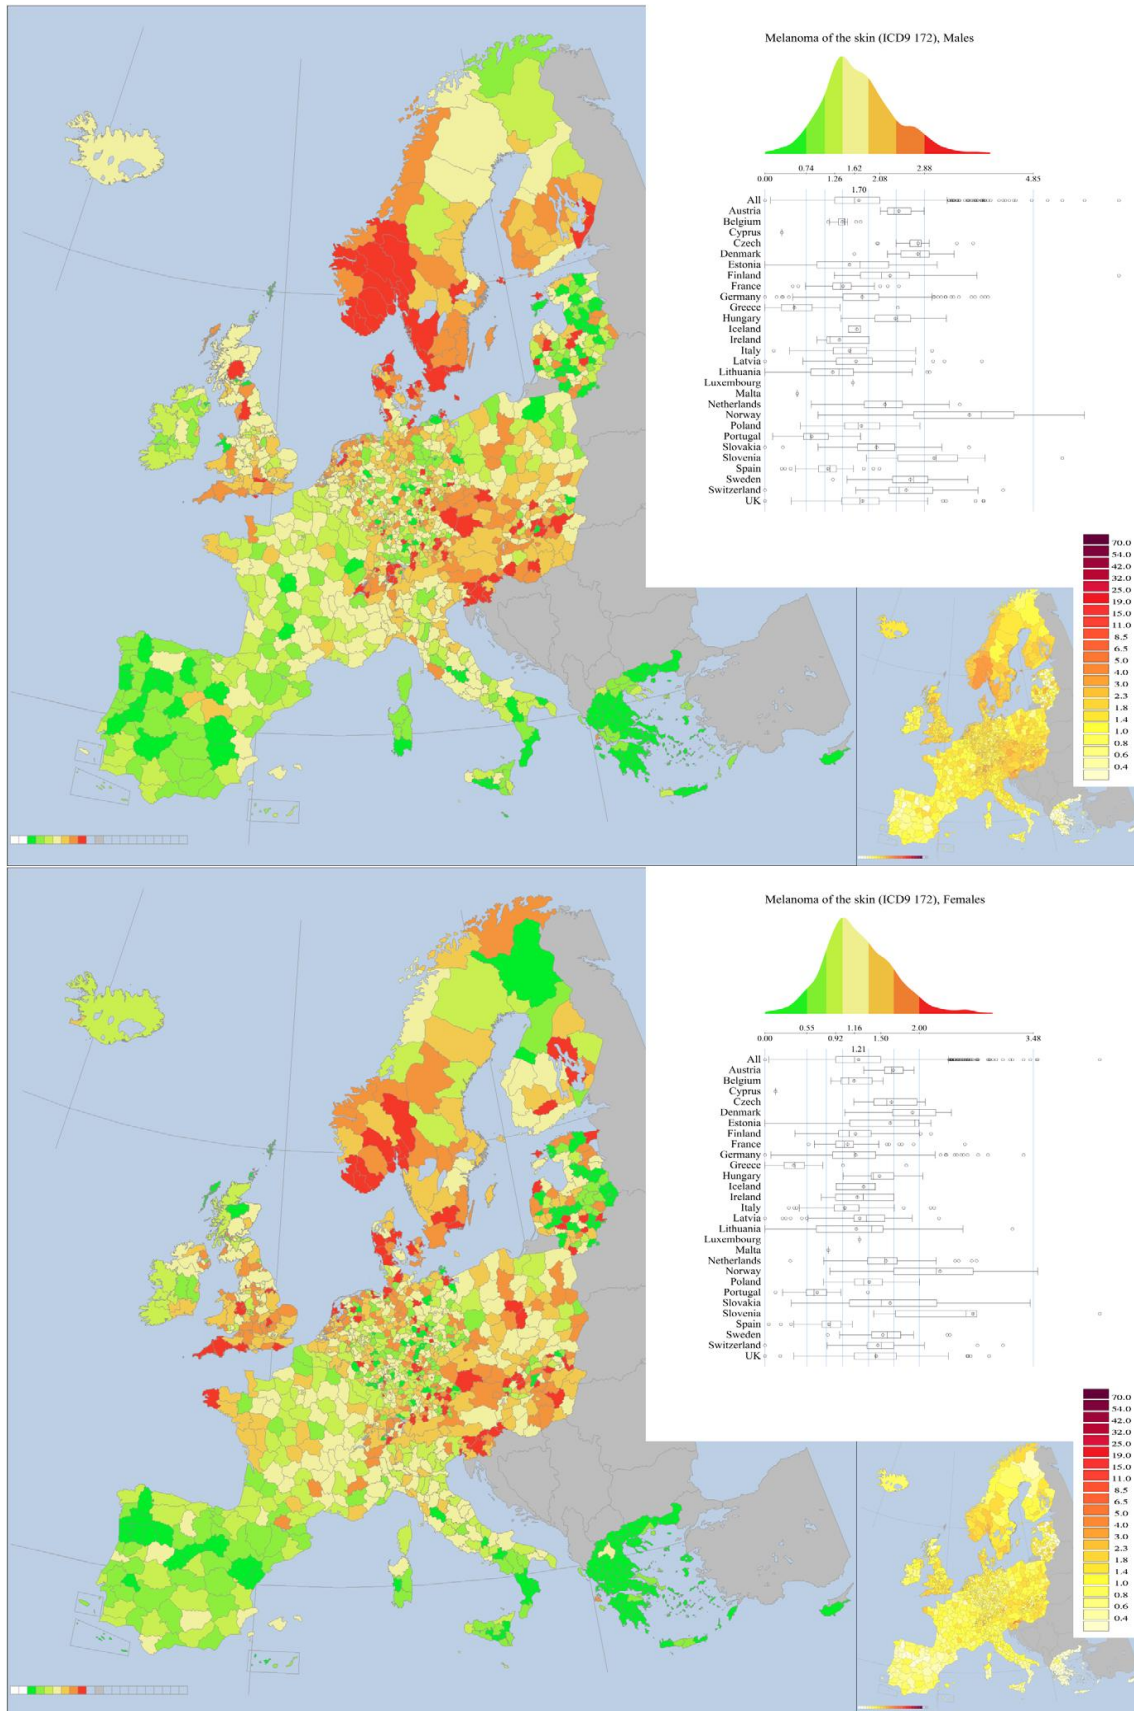 Melanoma of the skin (ICD9 172), Males
0.74 1.62 2.88
0.00 1.26 2.08 4.85
1.70
All
Austria
Belgium
Cyprus
Czech
Denmark
Estonia
Finland
France
Germany
Greece
Hungary
Iceland
Ireland
Italy
Latvia
Lithuania
Luxembourg
Malta
Netherlands
Norway
Poland
Portugal
Slovakia
Slovenia
Spain
Sweden
Switzerland
UK
70.0
54.0
42.0
32.0
25.0
19.0
15.0
11.0
8.5
6.5
5.0
4.0
3.0
2.3
1.8
1.4
1.0
0.8
0.6
0.4
Melanoma of the skin (ICD9 172), Females
0.55 1.16 2.00
0.00 0.92 1.50 3.48
1.21
All
Austria
Belgium
Cyprus
Czech
Denmark
Estonia
Finland
France
Germany
Greece
Hungary
Iceland
Ireland
Italy
Latvia
Lithuania
Luxembourg
Malta
Netherlands
Norway
Poland
Portugal
Slovakia
Slovenia
Spain
Sweden
Switzerland
UK
70.0
54.0
42.0
32.0
25.0
19.0
15.0
11.0
8.5
6.5
5.0
4.0
3.0
2.3
1.8
1.4
1.0
0.8
0.6
0.4